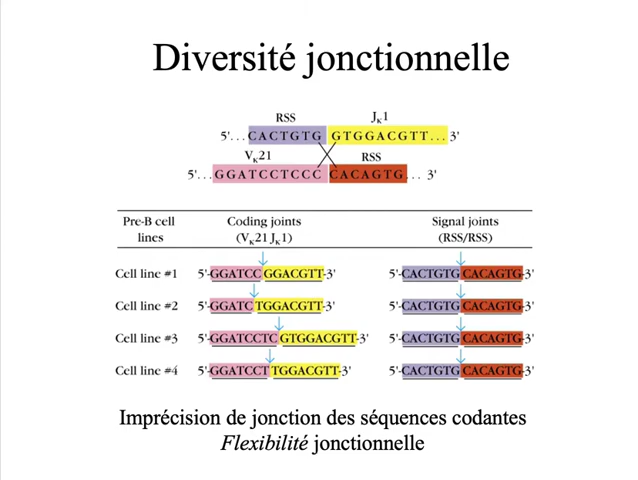 Diversité jonctionnelle
RSS Jκ1
5'...CACTGTG GTGGACGTT... 3'
Vκ21 RSS
5'...GGATCCTCCC CACAGTG... 3'
Pre-B cell Coding joints Signal joints
lines (Vκ21 Jκ1) (RSS/RSS)
Cell line #1 5'-GGATCC GGACGTT-3' 5'-CACTGTG CACAGTG-3'
Cell line #2 5'-GGATC TGGACGTT-3' 5'-CACTGTG CACAGTG-3'
Cell line #3 5'-GGATCCTC GTGGACGTT-3' 5'-CACTGTG CACAGTG-3'
Cell line #4 5'-GGATCCT TGGACGTT-3' 5'-CACTGTG CACAGTG-3'
Imprécision de jonction des séquences codantes
Flexibilité jonctionnelle